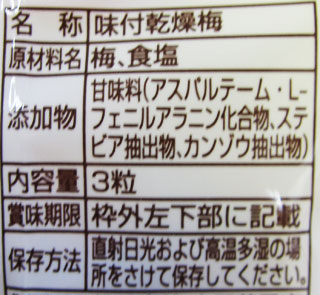 名 称 味付乾燥梅
原材料名 梅、食塩
添加物 甘味料(アスパルテーム・L-
フェニルアラニン化合物、ステ
ビア抽出物、カンゾウ抽出物)
内容量 3粒
賞味期限 枠外左下部に記載
保存方法 直射日光および高温多湿の場
所をさけて保存してください。